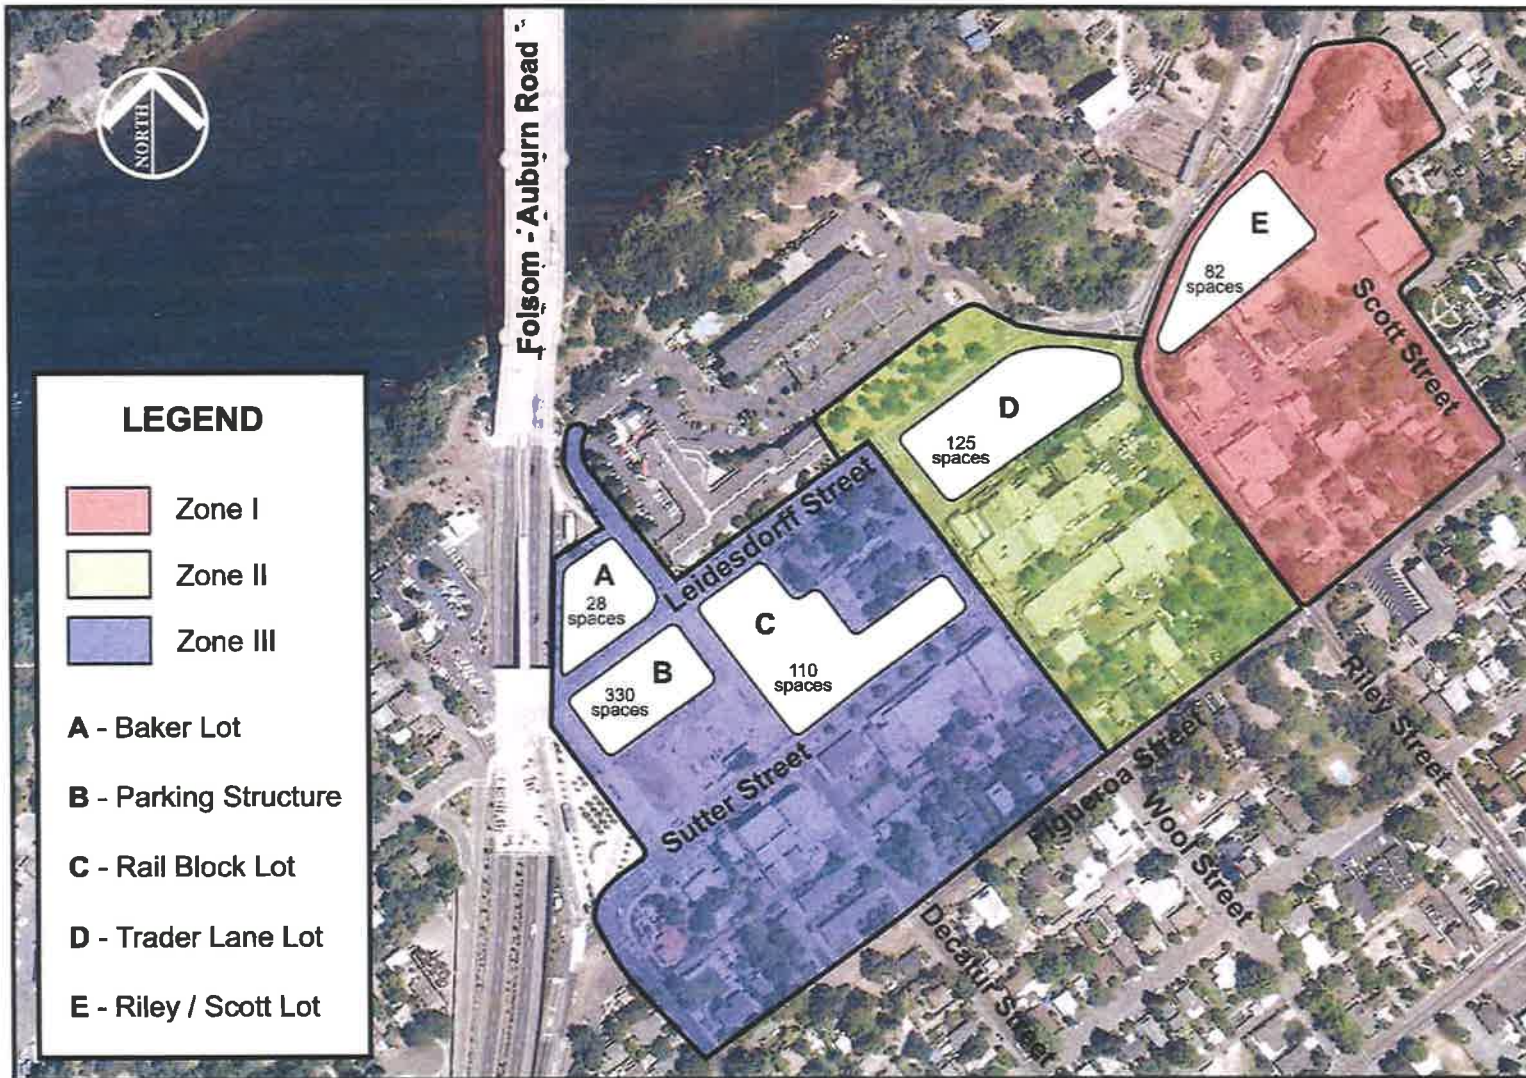 Folsom - Auburn Road
NORTH
E
82
spaces
Scott Street
D
125
spaces
Leidesdorff Street
A
28
spaces
C
110
spaces
B
330
spaces
Sutter Street
Figueroa Street
Riley Street
Wool Street
Decatur Street
LEGEND
Zone I
Zone II
Zone III
A - Baker Lot
B - Parking Structure
C - Rail Block Lot
D - Trader Lane Lot
E - Riley / Scott Lot